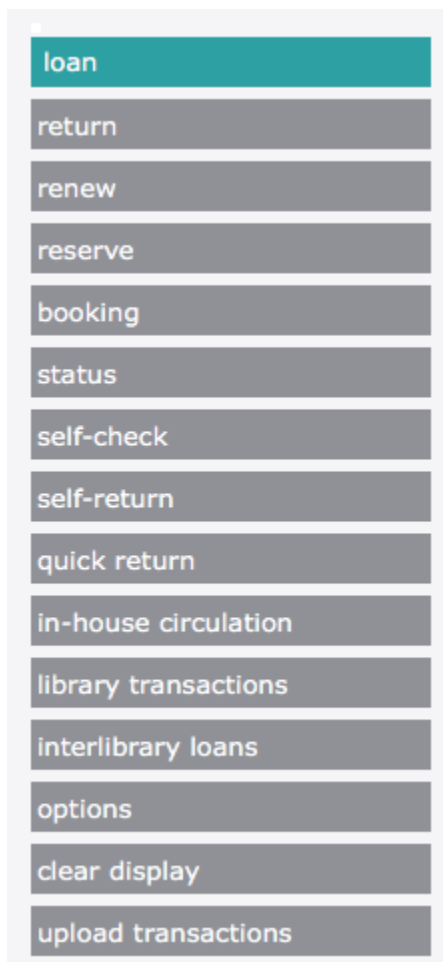 loan
return
renew
reserve
booking
status
self-check
self-return
quick return
in-house circulation
library transactions
interlibrary loans
options
clear display
upload transactions